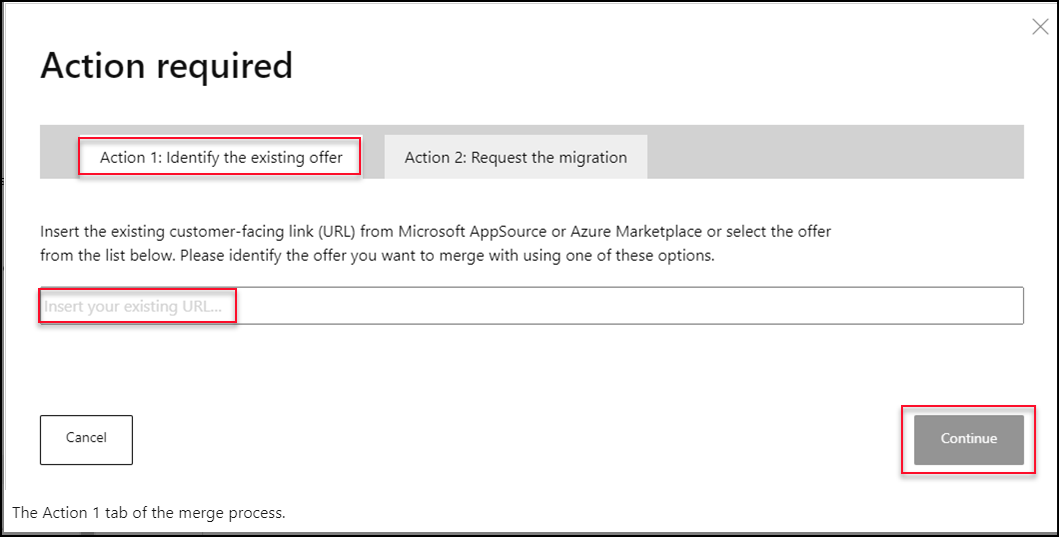 Action required
Action 1: Identify the existing offer
Action 2: Request the migration
Insert the existing customer-facing link (URL) from Microsoft AppSource or Azure Marketplace or select the offer
from the list below. Please identify the offer you want to merge with using one of these options.
Insert your existing URL...
Cancel
Continue
The Action 1 tab of the merge process.